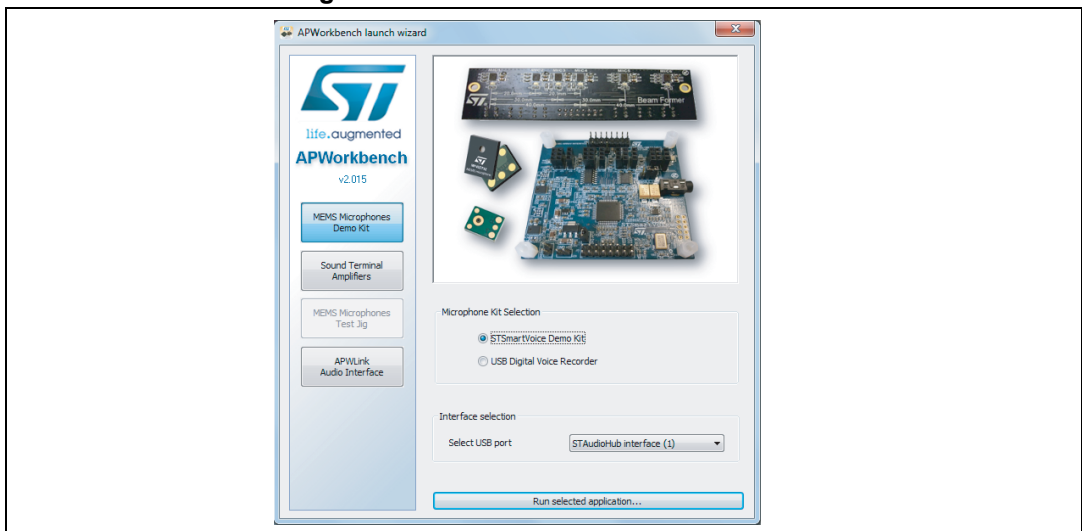 APWorkbench launch wizard
life.augmented
APWorkbench
v2.015
MEMS Microphones
Demo Kit
Sound Terminal
Amplifiers
MEMS Microphones
Test Jig
APWLink
Audio Interface
Beam Former
Microphone Kit Selection
STSmartVoice Demo Kit
USB Digital Voice Recorder
Interface selection
Select USB port
STAudioHub interface (1)
Run selected application...